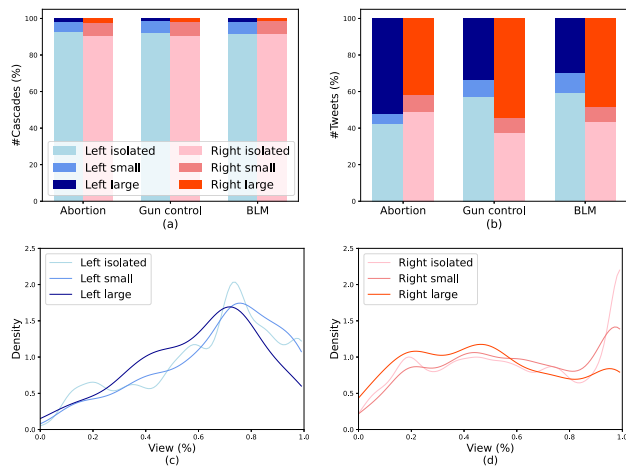 100
80
60
40
20
0
#Cascades (%)
Left isolated
Left small
Left large
Right isolated
Right small
Right large
Abortion
Gun control
BLM
(a)
100
80
60
40
20
0
#Tweets (%)
Abortion
Gun control
BLM
(b)
2.5
2.0
1.5
1.0
0.5
0.0
Density
Left isolated
Left small
Left large
0.0 0.2 0.4 0.6 0.8 1.0
View (%)
(c)
2.5
2.0
1.5
1.0
0.5
0.0
Density
Right isolated
Right small
Right large
0.0 0.2 0.4 0.6 0.8 1.0
View (%)
(d)